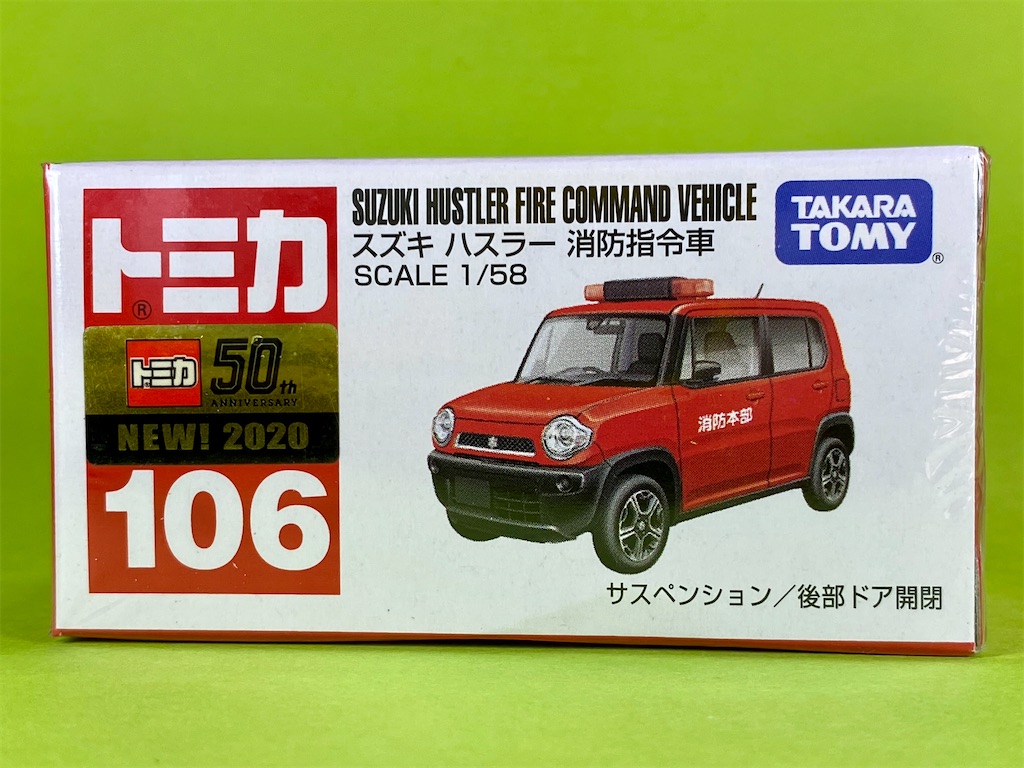 トミカ
®
SUZUKI HUSTLER FIRE COMMAND VEHICLE
スズキ ハスラー 消防指令車
SCALE 1/58
TAKARA
TOMY
®
トミカ
50th
ANNIVERSARY
NEW! 2020
106
消防本部
サスペンション／後部ドア開閉